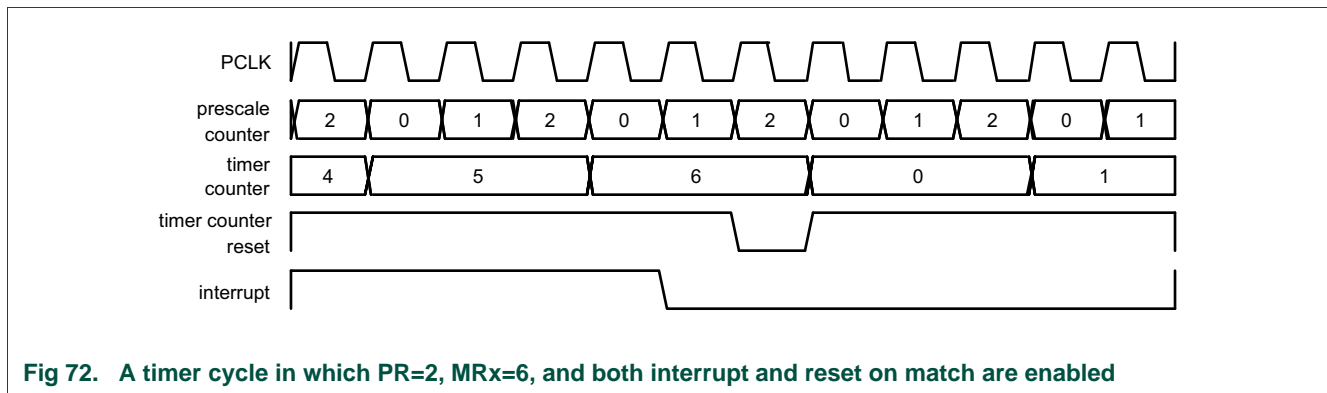 PCLK
prescale
counter
2 0 1 2 0 1 2 0 1 2 0 1
timer
counter
4 5 6 0 1
timer counter
reset
interrupt
Fig 72. A timer cycle in which PR=2, MRx=6, and both interrupt and reset on match are enabled